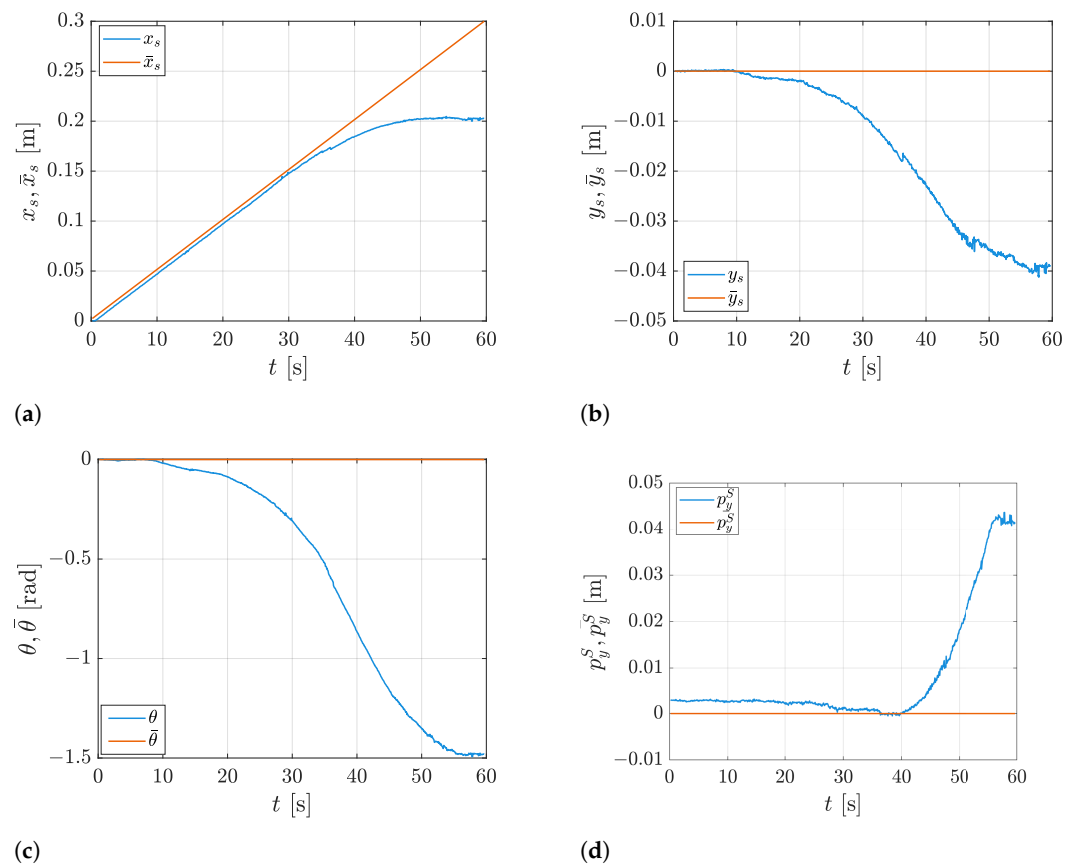 0.3
0.25
0.2
0.15
0.1
0.05
0
x_s
x̄_s
x_s, x̄_s [m]
0 10 20 30 40 50 60
t [s]
(a)
0.01
0
−0.01
−0.02
−0.03
−0.04
−0.05
y_s
ȳ_s
y_s, ȳ_s [m]
0 10 20 30 40 50 60
t [s]
(b)
0
−0.5
−1
−1.5
θ
θ̄
θ, θ̄ [rad]
0 10 20 30 40 50 60
t [s]
(c)
0.05
0.04
0.03
0.02
0.01
0
−0.01
p_y^S
p̄_y^S
p_y^S, p̄_y^S [m]
0 10 20 30 40 50 60
t [s]
(d)